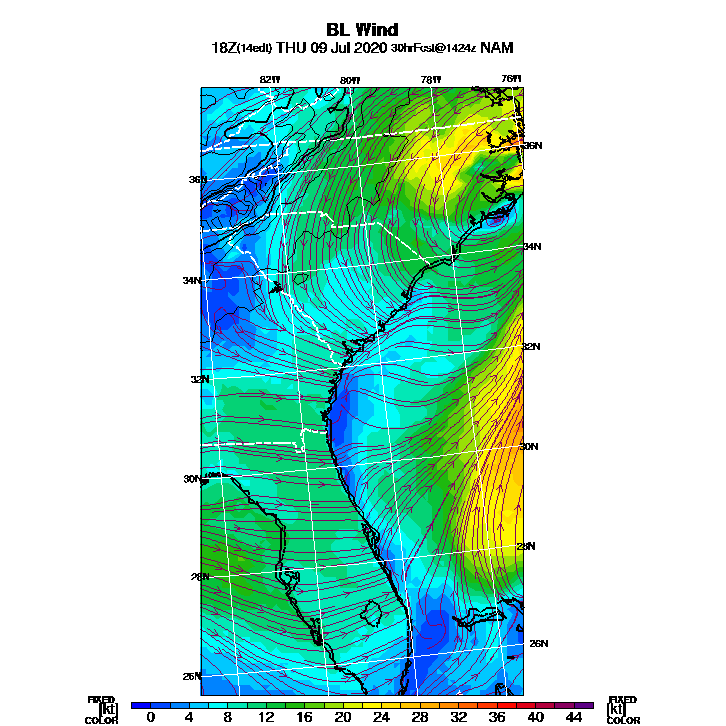 BL Wind
18Z(14edt) THU 09 Jul 2020 30hrFcst@1424z NAM
82W 80W 78W 76W
36N
36N
34N
34N
32N
32N
30N
30N
28N
28N
26N
26N
FIXED FIXED
[kt] 0 4 8 12 16 20 24 28 32 36 40 44 [kt]
COLOR COLOR